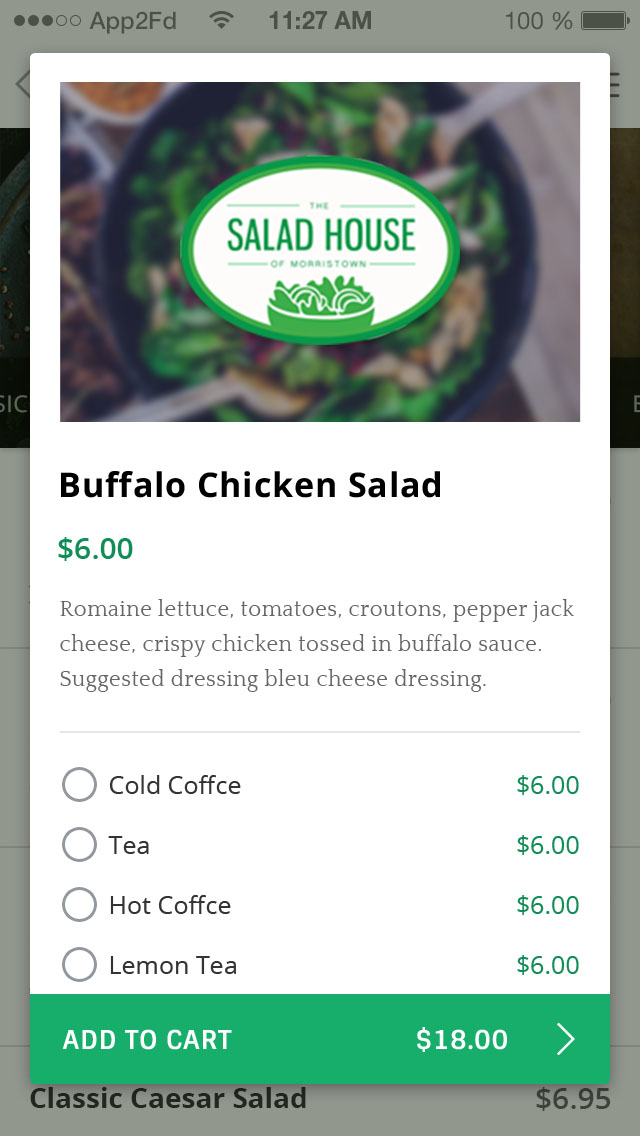 App2Fd 11:27 AM 100 %
THE
SALAD HOUSE
OF MORRISTOWN
SIC
E
Buffalo Chicken Salad
$6.00
Romaine lettuce, tomatoes, croutons, pepper jack
cheese, crispy chicken tossed in buffalo sauce.
Suggested dressing bleu cheese dressing.
Cold Coffce $6.00
Tea $6.00
Hot Coffce $6.00
Lemon Tea $6.00
ADD TO CART $18.00
Classic Caesar Salad $6.95